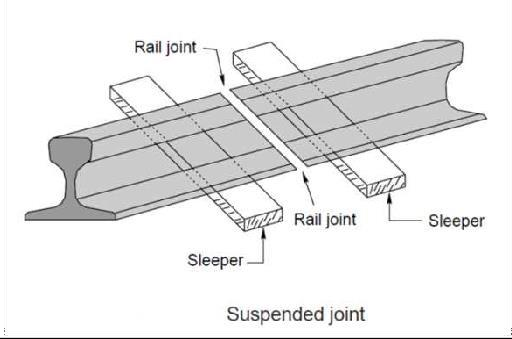 Rail joint
Rail joint
Sleeper
Sleeper
Suspended joint